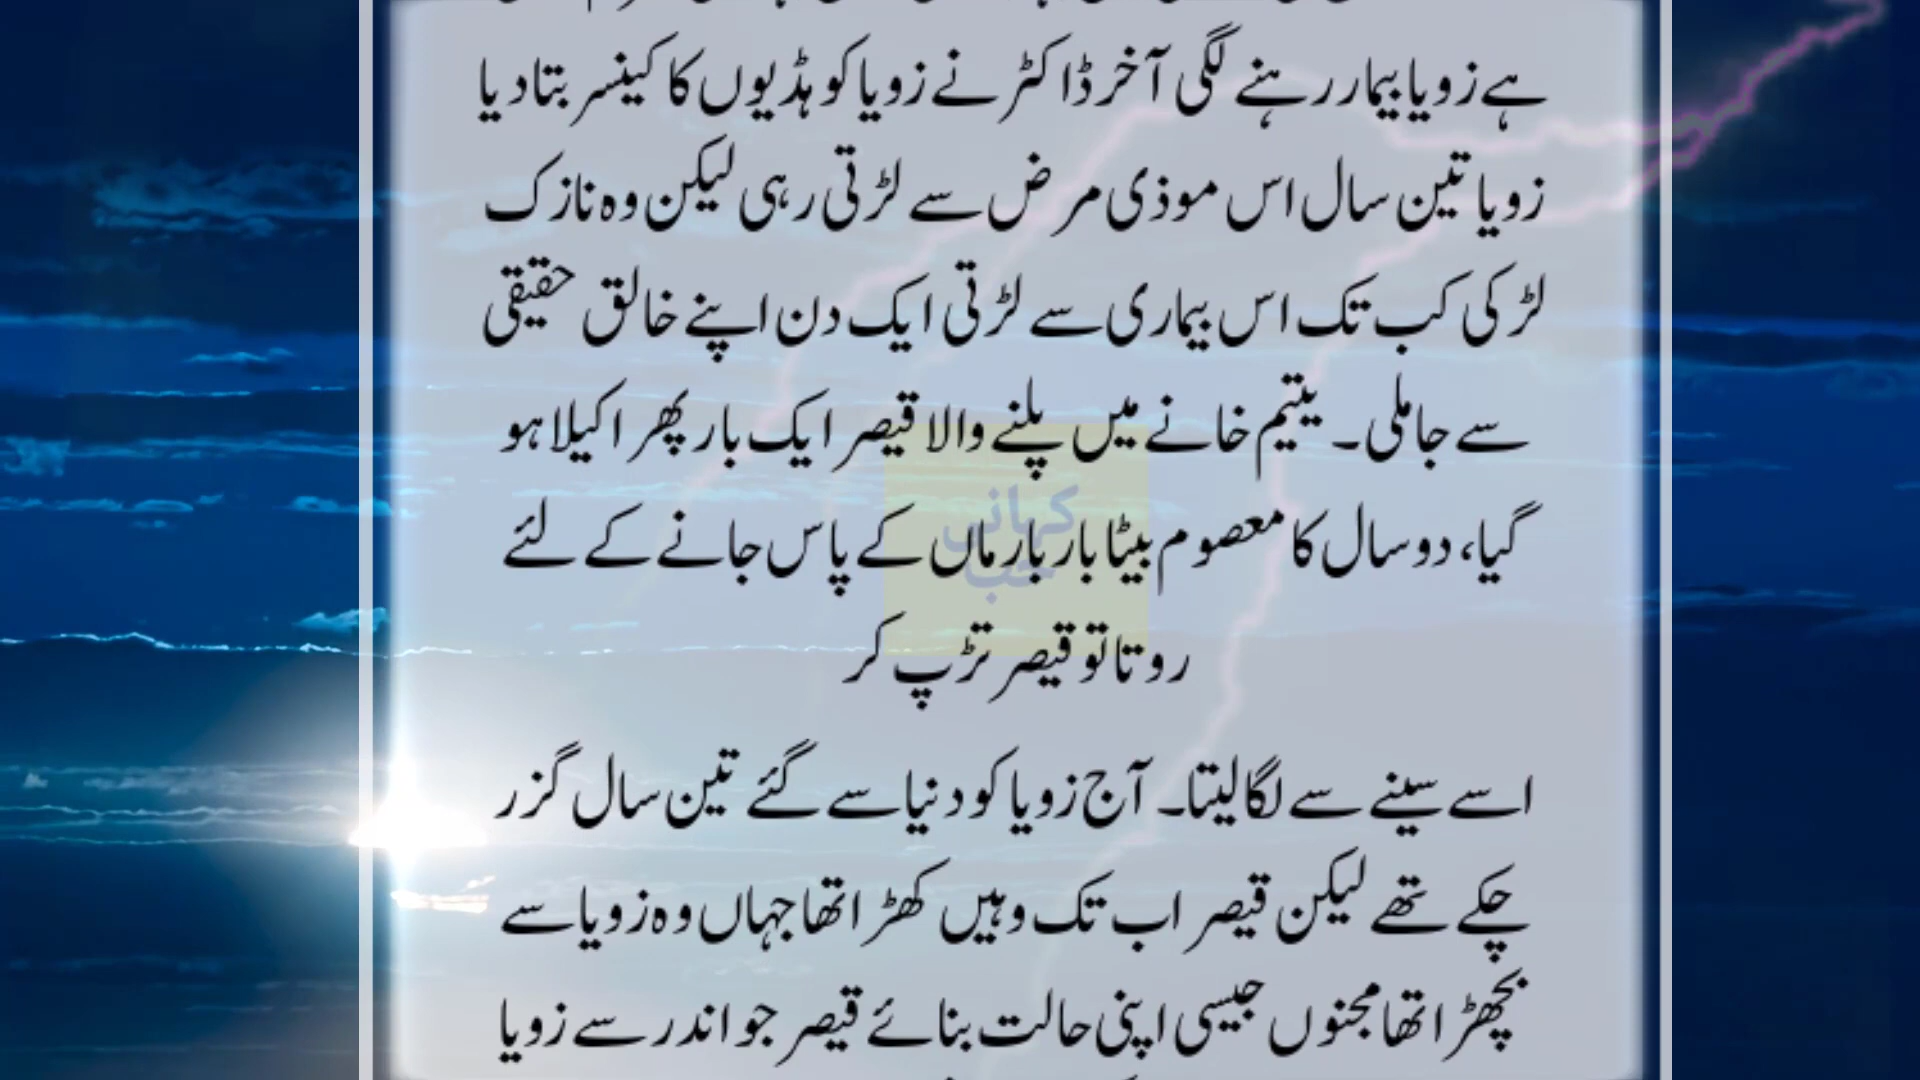 ہے زویا بیمار رہنے لگی آخر ڈاکٹر نے زویا کو ہڈیوں کا کینسر بتا دیا
زویا تین سال اس موذی مرض سے لڑتی رہی لیکن وہ نازک
لڑکی کب تک اس بیماری سے لڑتی ایک دن اپنے خالق حقیقی
سے جا ملی۔ یتیم خانے میں پلنے والا قیصر ایک بار پھر اکیلا ہو
گیا، دو سال کا معصوم بیٹا بار بار ماں کے پاس جانے کے لئے
کہانی
حب
روتا تو قیصر تڑپ کر
اسے سینے سے لگا لیتا۔ آج زویا کو دنیا سے گئے تین سال گزر
چکے تھے لیکن قیصر اب تک وہیں کھڑا تھا جہاں وہ زویا سے
بچھڑا تھا مجنوں جیسی اپنی حالت بنائے قیصر جو اندر سے زویا